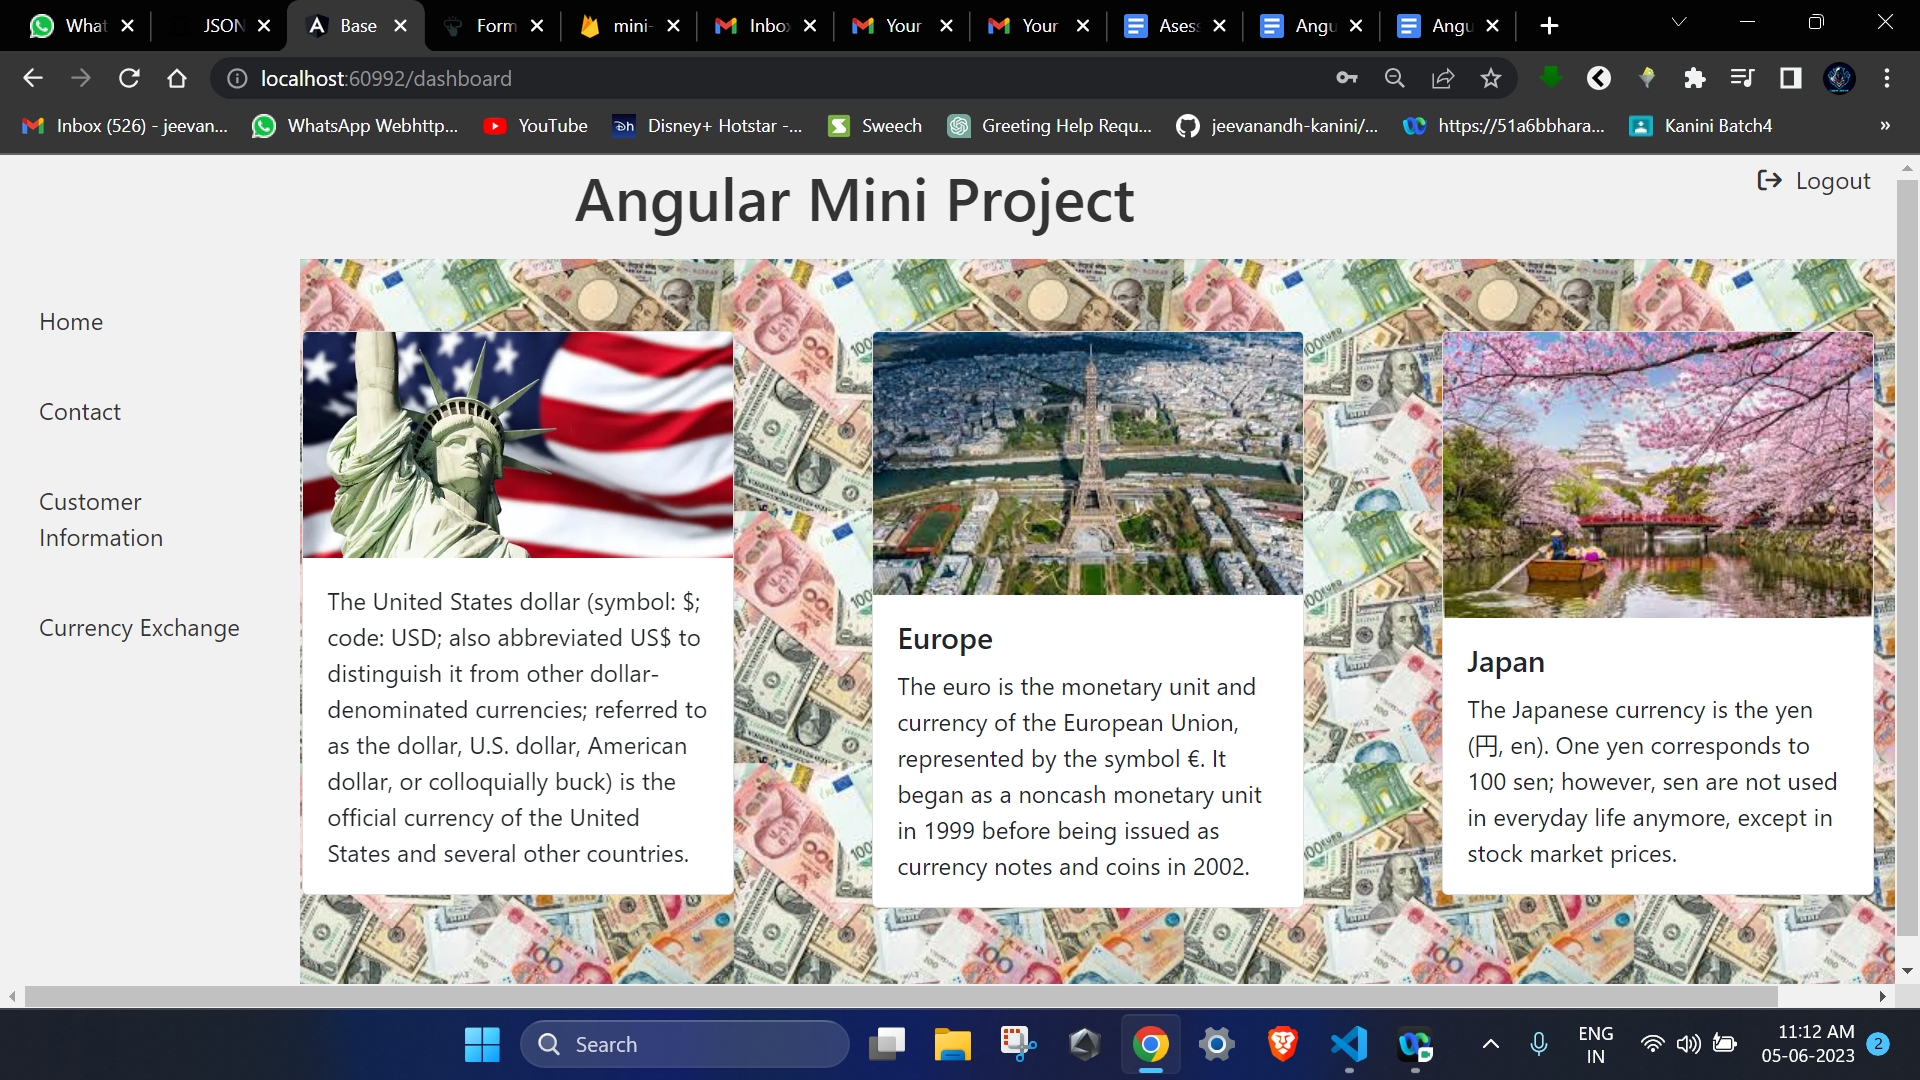 What
JSON
Base
Form
mini-
Inbo
Your
Your
Ases
Angu
Angu
localhost:60992/dashboard
Inbox (526) - jeevan...
WhatsApp Webhttp...
YouTube
Disney+ Hotstar -...
Sweech
Greeting Help Requ...
jeevanandh-kanini/...
https://51a6bbhara...
Kanini Batch4
»
Angular Mini Project
Logout
Home
Contact
Customer
Information
Currency Exchange
The United States dollar (symbol: $;
code: USD; also abbreviated US$ to
distinguish it from other dollar-
denominated currencies; referred to
as the dollar, U.S. dollar, American
dollar, or colloquially buck) is the
official currency of the United
States and several other countries.
Europe
The euro is the monetary unit and
currency of the European Union,
represented by the symbol €. It
began as a noncash monetary unit
in 1999 before being issued as
currency notes and coins in 2002.
Japan
The Japanese currency is the yen
(円, en). One yen corresponds to
100 sen; however, sen are not used
in everyday life anymore, except in
stock market prices.
Search
ENG
IN
11:12 AM
05-06-2023
2